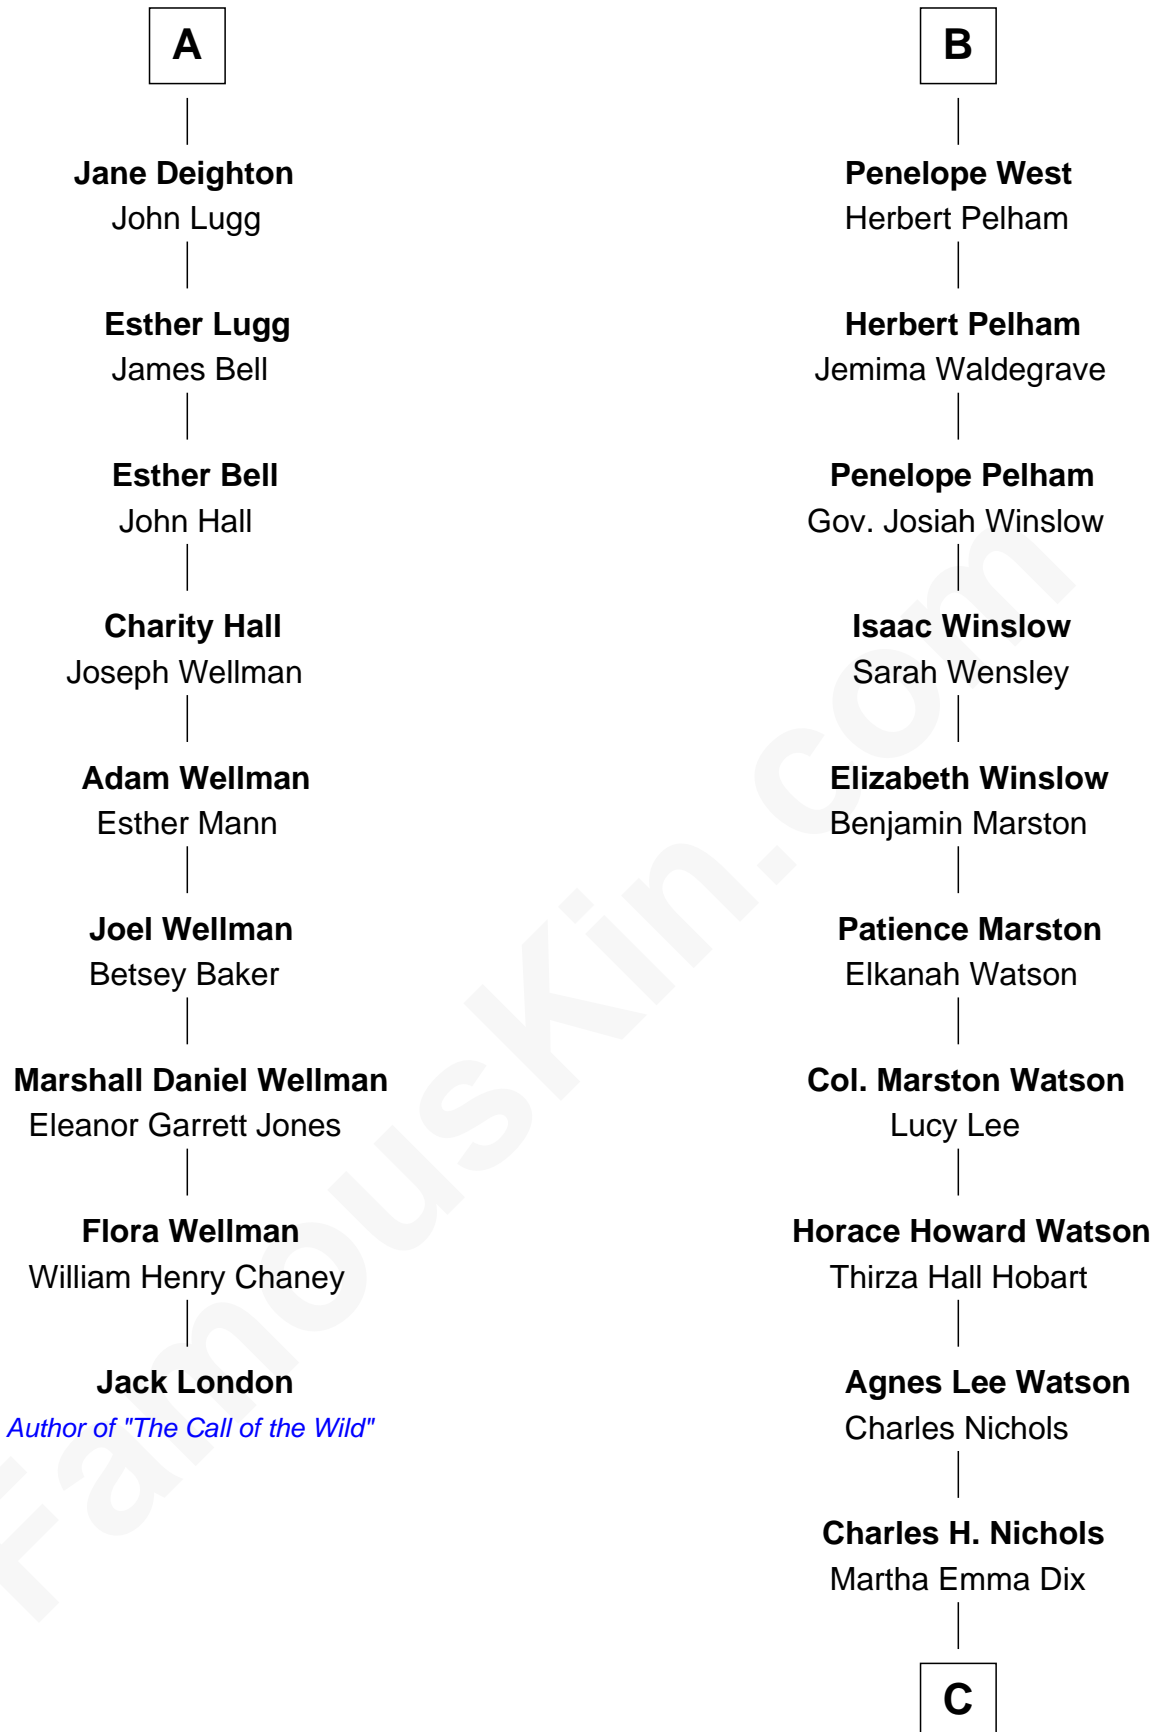 A
Jane Deighton
John Lugg
Esther Lugg
James Bell
Esther Bell
John Hall
Charity Hall
Joseph Wellman
Adam Wellman
Esther Mann
Joel Wellman
Betsey Baker
Marshall Daniel Wellman
Eleanor Garrett Jones
Flora Wellman
William Henry Chaney
Jack London
Author of "The Call of the Wild"
B
Penelope West
Herbert Pelham
Herbert Pelham
Jemima Waldegrave
Penelope Pelham
Gov. Josiah Winslow
Isaac Winslow
Sarah Wensley
Elizabeth Winslow
Benjamin Marston
Patience Marston
Elkanah Watson
Col. Marston Watson
Lucy Lee
Horace Howard Watson
Thirza Hall Hobart
Agnes Lee Watson
Charles Nichols
Charles H. Nichols
Martha Emma Dix
C
FamousKin.com